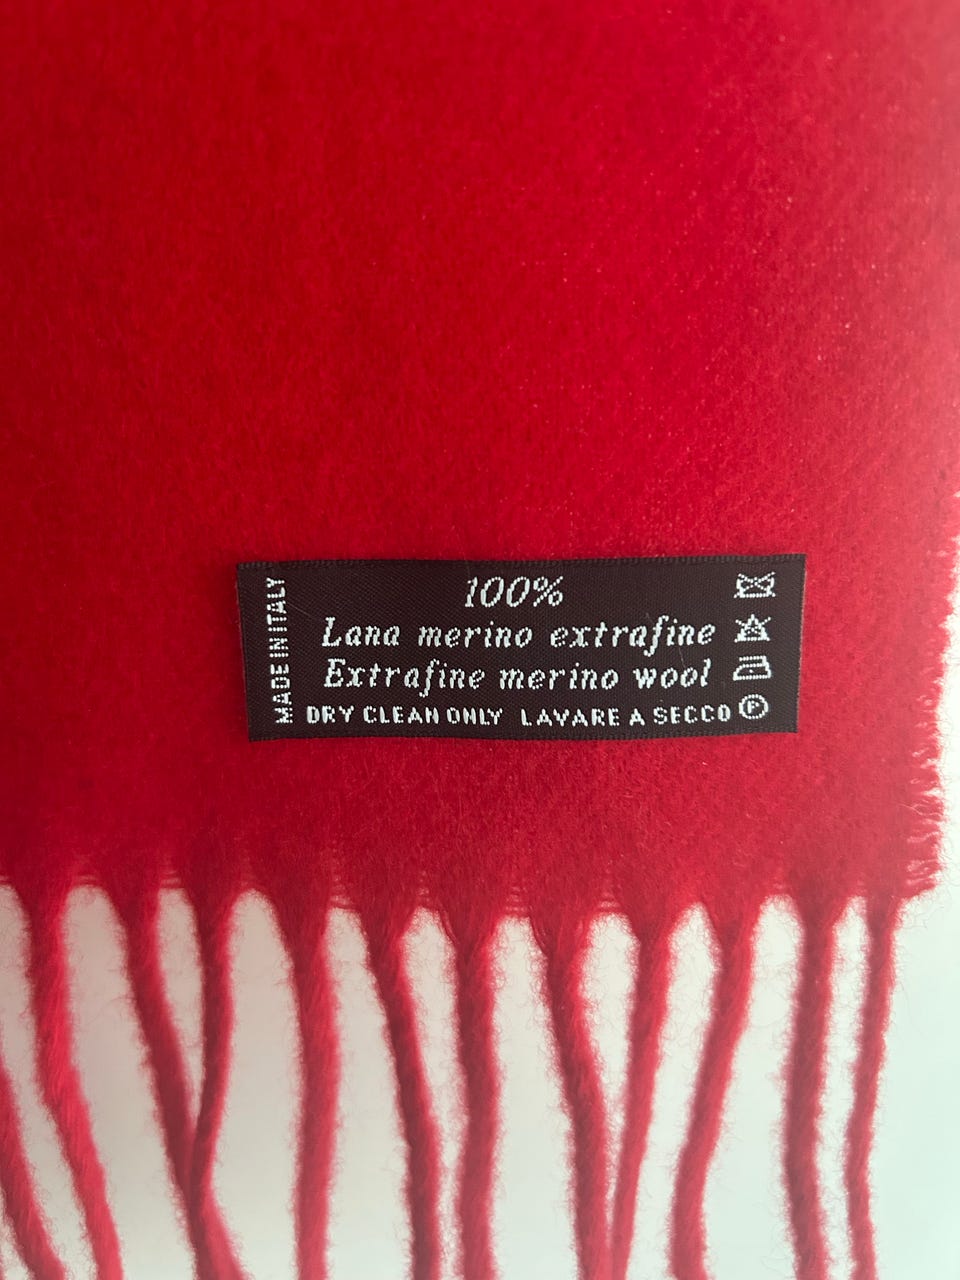 MADE IN ITALY
100%
Lana merino extrafine
Extrafine merino wool
DRY CLEAN ONLY LAVARE A SECCO Ⓟ